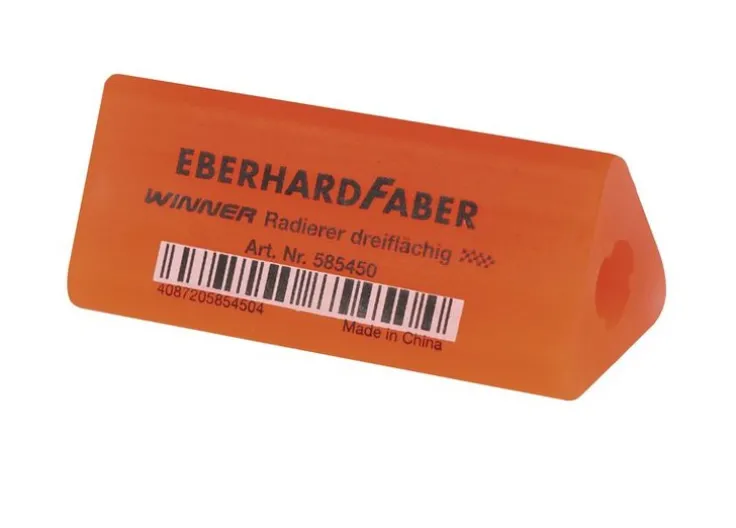 EBERHARDFABER
WINNER Radierer dreiflächig
Art. Nr. 585450
4087205854504
Made in China